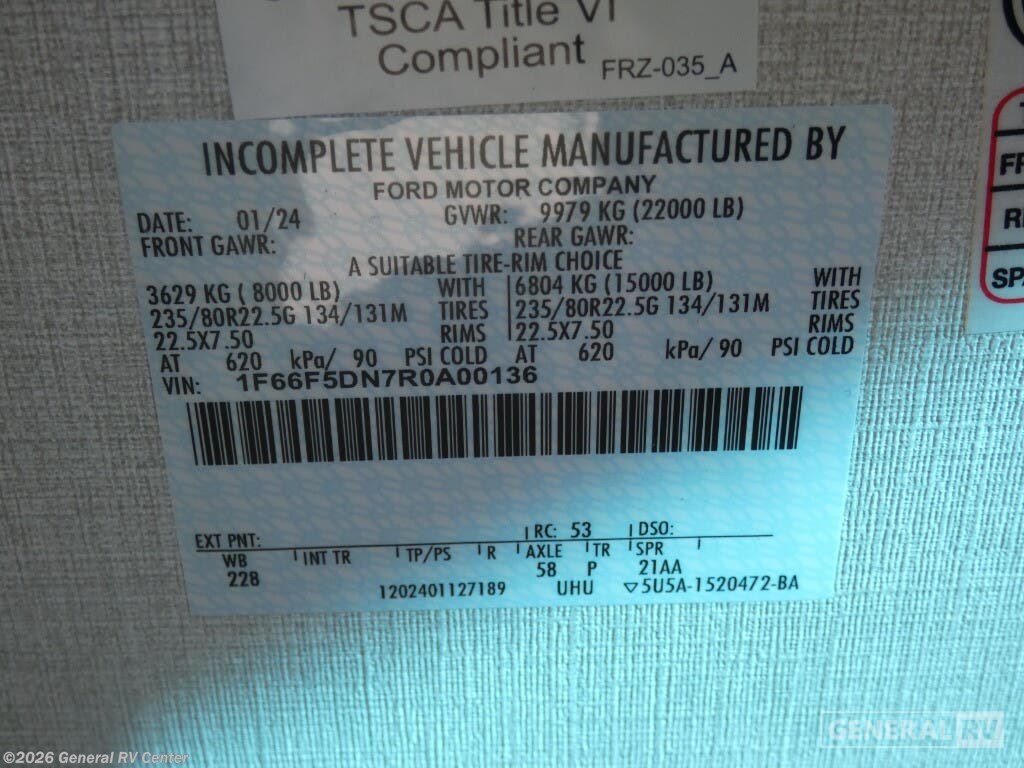 TSCA Title VI
Compliant FRZ-035_A
INCOMPLETE VEHICLE MANUFACTURED BY
FORD MOTOR COMPANY
DATE: 01/24 GVWR: 9979 KG (22000 LB)
FRONT GAWR: REAR GAWR:
A SUITABLE TIRE-RIM CHOICE
3629 KG ( 8000 LB) WITH 6804 KG (15000 LB) WITH
235/80R22.5G 134/131M TIRES 235/80R22.5G 134/131M TIRES
22.5X7.50 RIMS 22.5X7.50 RIMS
AT 620 kPa/ 90 PSI COLD AT 620 kPa/ 90 PSI COLD
VIN: 1F66F5DN7R0A00136
EXT PNT: RC: 53 DSO:
WB INT TR TP/PS R AXLE TR SPR
228 58 P 21AA
1202401127189 UHU ▽5U5A-1520472-BA
GENERAL RV
©2026 General RV Center